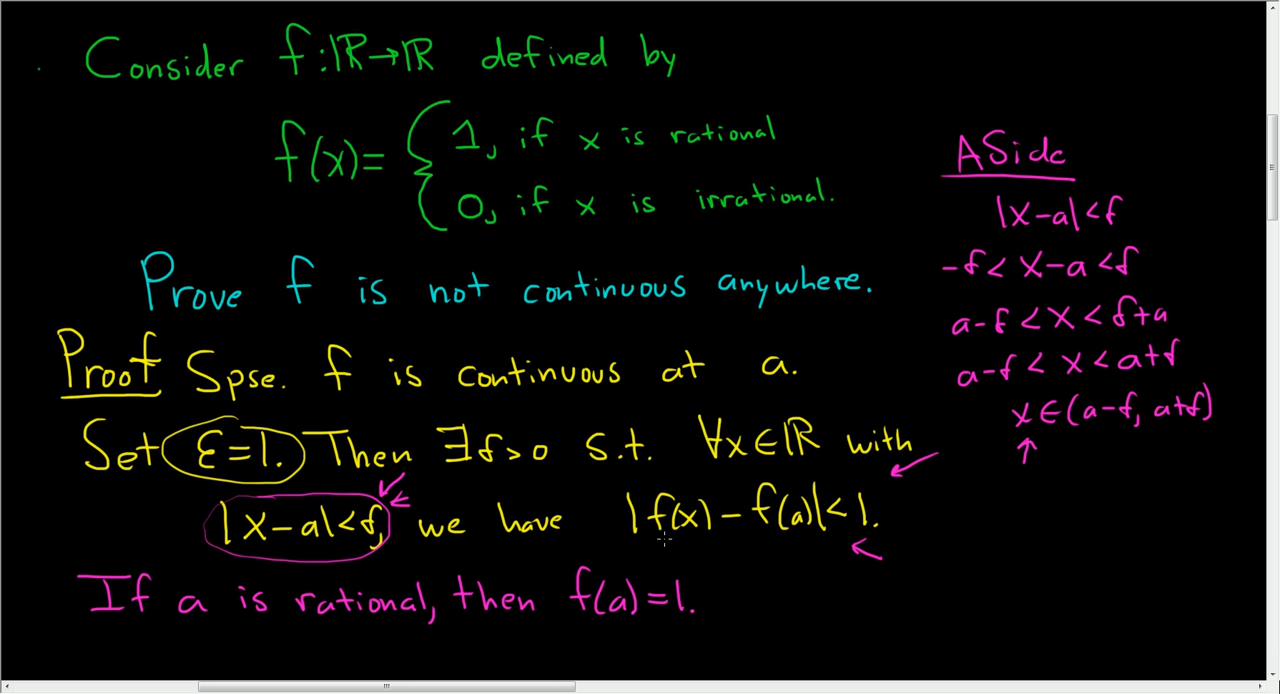 Consider f:ℝ→ℝ defined by
f(x)= { 1, if x is rational
0, if x is irrational.
Prove f is not continuous anywhere.
Proof Spse. f is continuous at a.
Set ε=1. Then ∃δ>0 s.t. ∀x∈ℝ with
|x-a|<δ, we have |f(x)-f(a)|<1.
If a is rational, then f(a)=1.
ASide
|x-a|<δ
-δ<x-a<δ
a-δ<x<δ+a
a-δ<x<a+δ
x∈(a-δ, a+δ)